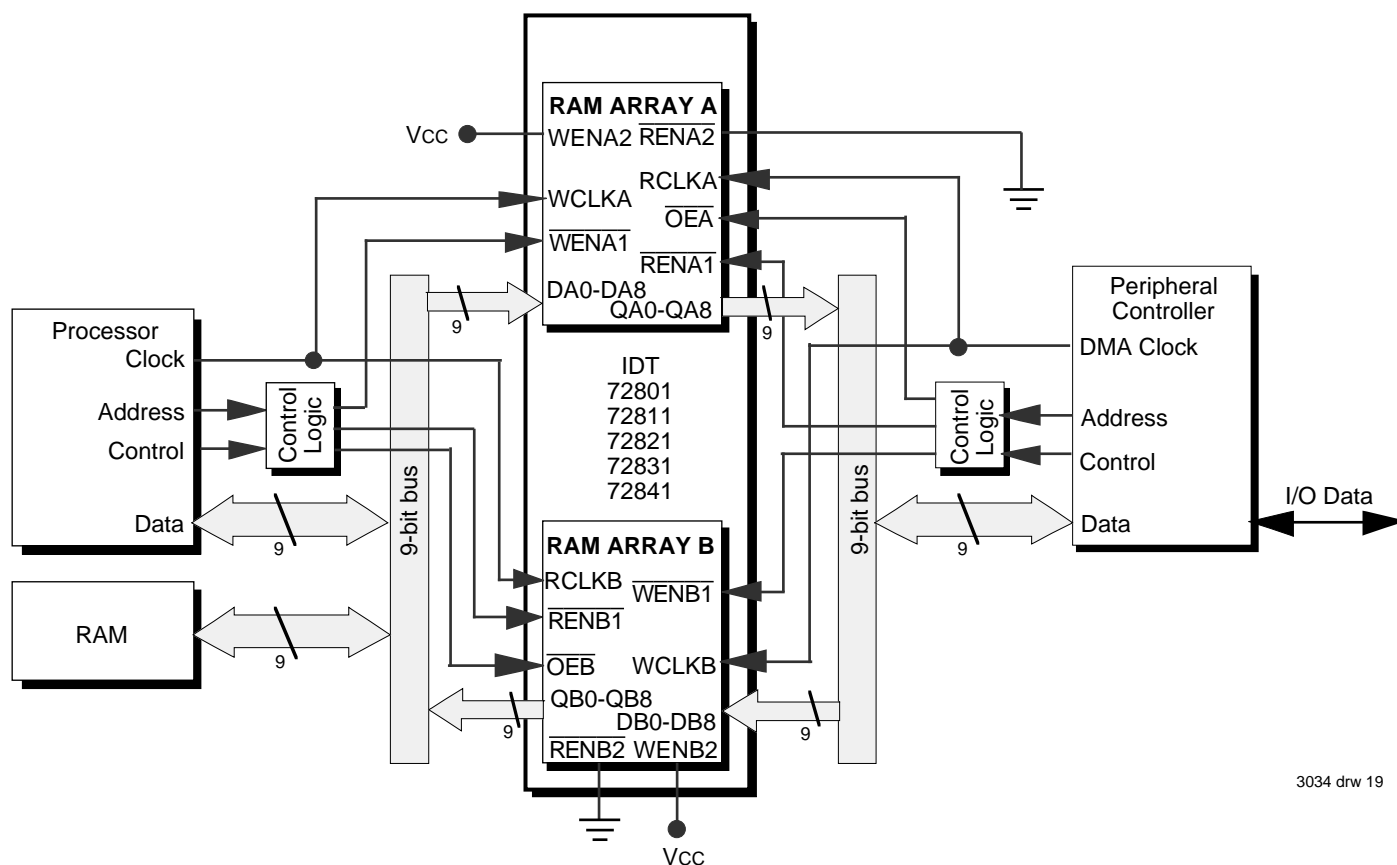 RAM ARRAY A
VCC
WENA2 RENA2
RCLKA
WCLKA
OEA
WENA1
RENA1
DA0-DA8
QA0-QA8
9
9
Processor
Clock
Address
Control
Data
9
Control
Logic
9-bit bus
IDT
72801
72811
72821
72831
72841
9-bit bus
Control
Logic
Peripheral
Controller
DMA Clock
Address
Control
Data
9
I/O Data
RAM
9
RAM ARRAY B
RCLKB
WENB1
RENB1
OEB WCLKB
QB0-QB8
DB0-DB8
9
9
RENB2 WENB2
VCC
3034 drw 19